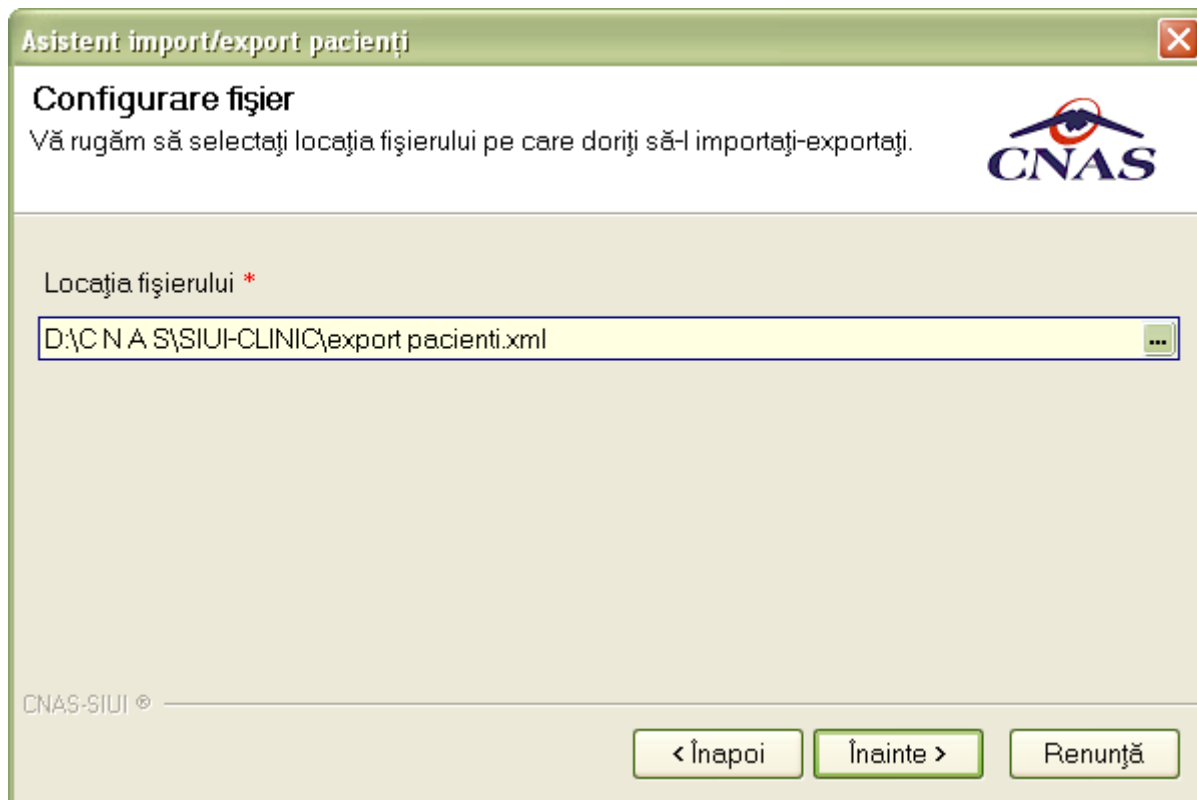 Asistent import/export pacienți
Configurare fişier
Vă rugăm să selectaţi locaţia fişierului pe care doriţi să-l importaţi-exportaţi.
CNAS
Locaţia fişierului *
D:\C N A S\SIUI-CLINIC\export pacienti.xml
...
CNAS-SIUI ®
< Înapoi
Înainte >
Renunţă